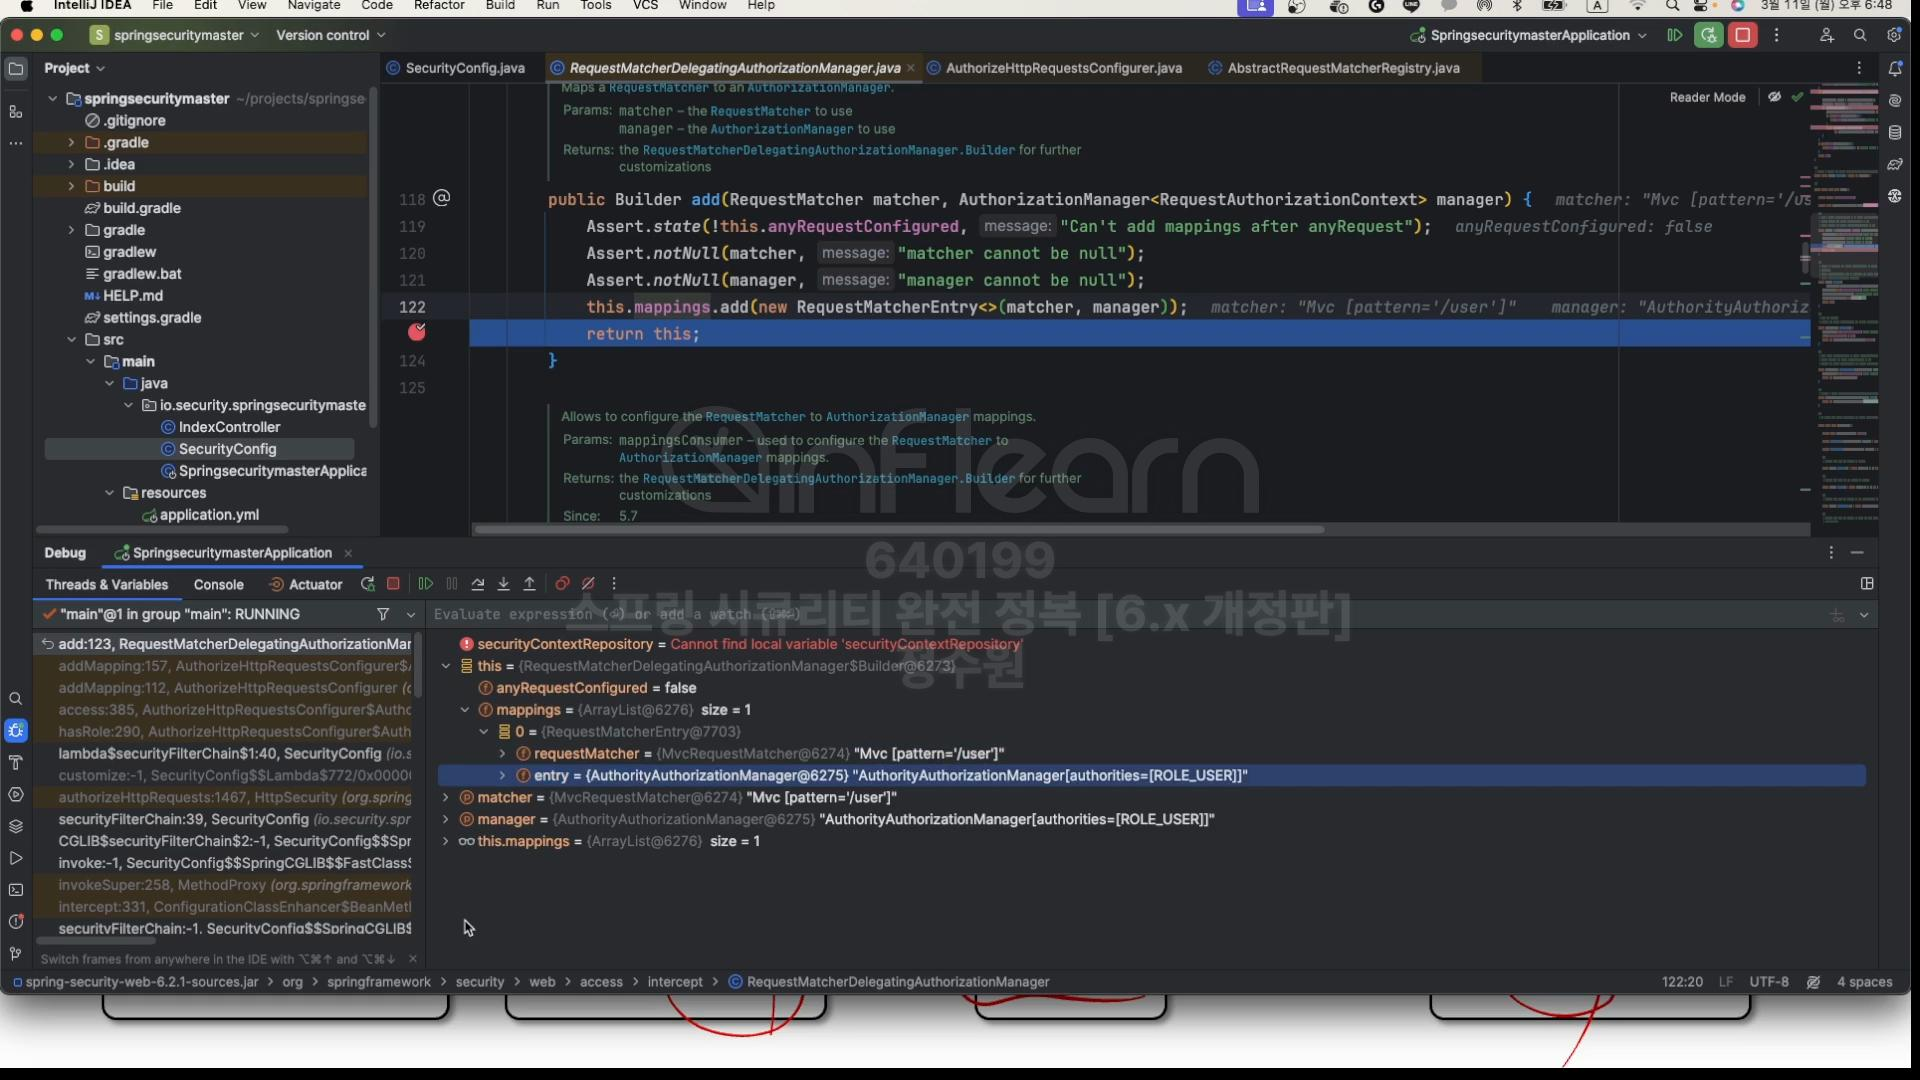 IntelliJ IDEA File Edit View Navigate Code Refactor Build Run Tools VCS Window Help A 3월 11일 (월) 오후 6:48
S springsecuritymaster Version control SpringsecuritymasterApplication
Project
SecurityConfig.java RequestMatcherDelegatingAuthorizationManager.java AuthorizeHttpRequestsConfigurer.java AbstractRequestMatcherRegistry.java
springsecuritymaster ~/projects/springse
.gitignore
.gradle
.idea
build
build.gradle
gradle
gradlew
gradlew.bat
HELP.md
settings.gradle
src
main
java
io.security.springsecuritymaste
IndexController
SecurityConfig
SpringsecuritymasterApplica
resources
application.yml
Reader Mode
Maps a RequestMatcher to an AuthorizationManager.
Params: matcher – the RequestMatcher to use
manager – the AuthorizationManager to use
Returns: the RequestMatcherDelegatingAuthorizationManager.Builder for further
customizations
118 public Builder add(RequestMatcher matcher, AuthorizationManager<RequestAuthorizationContext> manager) { matcher: "Mvc [pattern='/us
119 Assert.state(!this.anyRequestConfigured, message: "Can't add mappings after anyRequest"); anyRequestConfigured: false
120 Assert.notNull(matcher, message: "matcher cannot be null");
121 Assert.notNull(manager, message: "manager cannot be null");
122 this.mappings.add(new RequestMatcherEntry<>(matcher, manager)); matcher: "Mvc [pattern='/user']" manager: "AuthorityAuthoriz
return this;
124 }
125
Allows to configure the RequestMatcher to AuthorizationManager mappings.
Params: mappingsConsumer – used to configure the RequestMatcher to
AuthorizationManager mappings.
Returns: the RequestMatcherDelegatingAuthorizationManager.Builder for further
customizations
Since: 5.7
inflearn
640199
스프링 시큐리티 완전 정복 [6.x 개정판]
정수원
Debug SpringsecuritymasterApplication
Threads & Variables Console Actuator
"main"@1 in group "main": RUNNING
add:123, RequestMatcherDelegatingAuthorizationMar
addMapping:157, AuthorizeHttpRequestsConfigurer$/
addMapping:112, AuthorizeHttpRequestsConfigurer (c
access:385, AuthorizeHttpRequestsConfigurer$Autho
hasRole:290, AuthorizeHttpRequestsConfigurer$Auth
lambda$securityFilterChain$1:40, SecurityConfig (io.s
customize:-1, SecurityConfig$$Lambda$772/0x0000
authorizeHttpRequests:1467, HttpSecurity (org.spring
securityFilterChain:39, SecurityConfig (io.security.spr
CGLIB$securityFilterChain$2:-1, SecurityConfig$$Spr
invoke:-1, SecurityConfig$$SpringCGLIB$$FastClassS
invokeSuper:258, MethodProxy (org.springframework
intercept:331, ConfigurationClassEnhancer$BeanMetl
securityFilterChain:-1, SecurityConfig$$SpringCGLIB$
Switch frames from anywhere in the IDE with ⌥⌘↑ and ⌥⌘↓
Evaluate expression (⏎) or add a watch (⇧⌘⏎)
securityContextRepository = Cannot find local variable 'securityContextRepository'
this = {RequestMatcherDelegatingAuthorizationManager$Builder@6273}
anyRequestConfigured = false
mappings = {ArrayList@6276} size = 1
0 = {RequestMatcherEntry@7703}
requestMatcher = {MvcRequestMatcher@6274} "Mvc [pattern='/user']"
entry = {AuthorityAuthorizationManager@6275} "AuthorityAuthorizationManager[authorities=[ROLE_USER]]"
matcher = {MvcRequestMatcher@6274} "Mvc [pattern='/user']"
manager = {AuthorityAuthorizationManager@6275} "AuthorityAuthorizationManager[authorities=[ROLE_USER]]"
this.mappings = {ArrayList@6276} size = 1
spring-security-web-6.2.1-sources.jar > org > springframework > security > web > access > intercept > RequestMatcherDelegatingAuthorizationManager 122:20 LF UTF-8 4 spaces